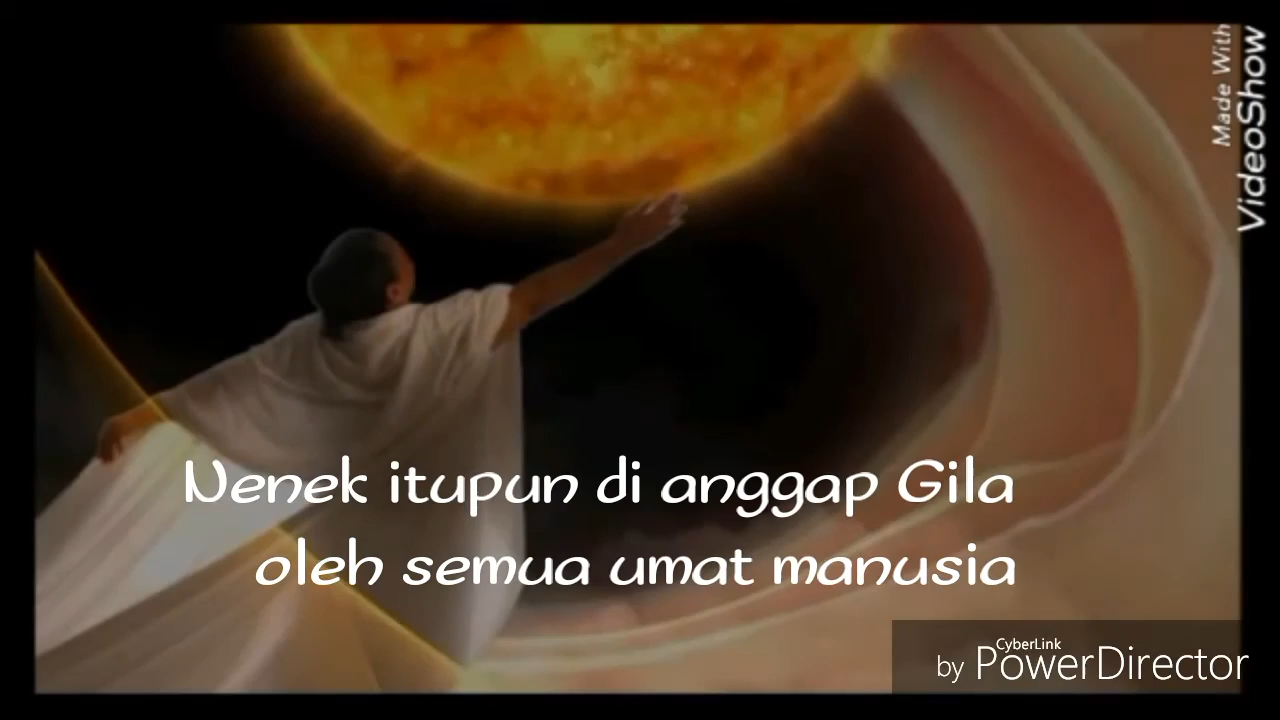 Made With
VideoShow
Nenek itupun di anggap Gila
oleh semua umat manusia
CyberLink
by PowerDirector